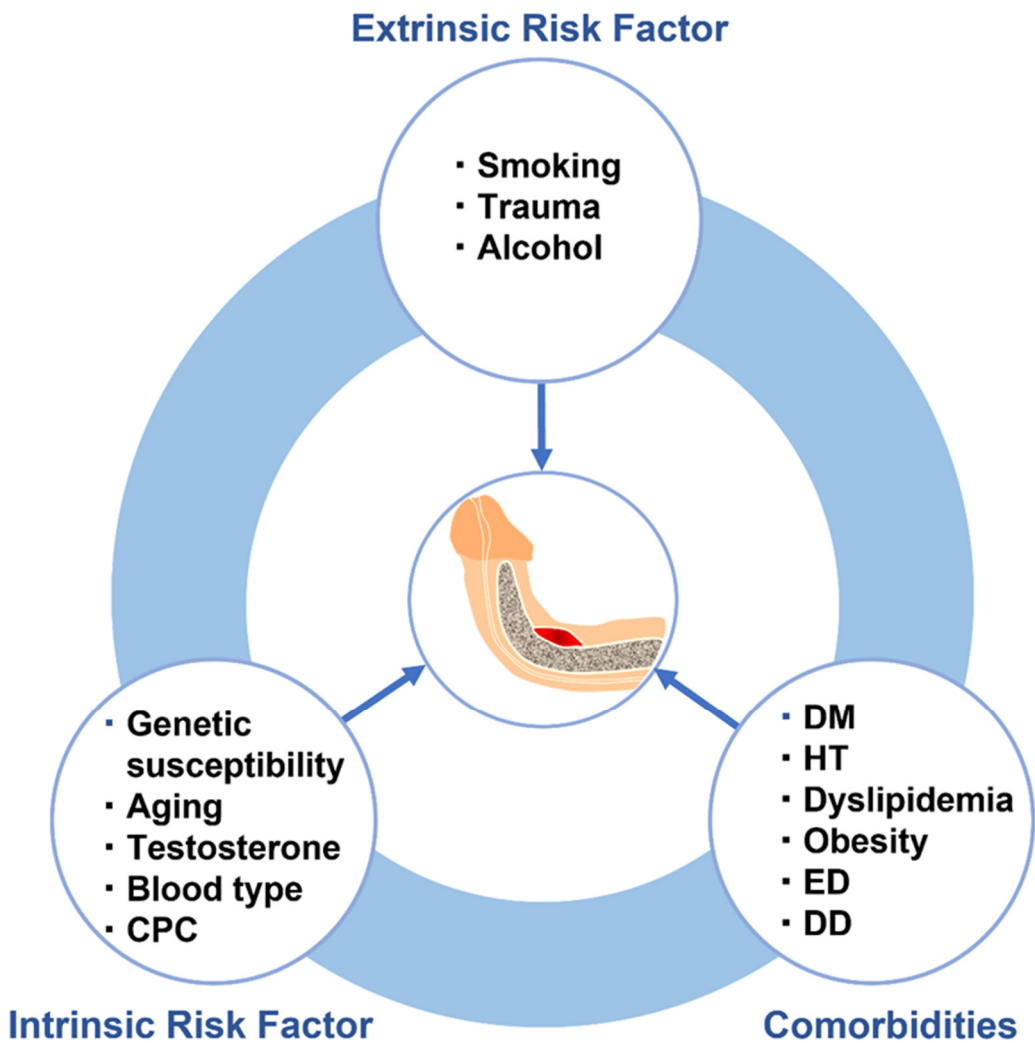 Extrinsic Risk Factor
▪ Smoking
▪ Trauma
▪ Alcohol
▪ Genetic
susceptibility
▪ Aging
▪ Testosterone
▪ Blood type
▪ CPC
Intrinsic Risk Factor
▪ DM
▪ HT
▪ Dyslipidemia
▪ Obesity
▪ ED
▪ DD
Comorbidities